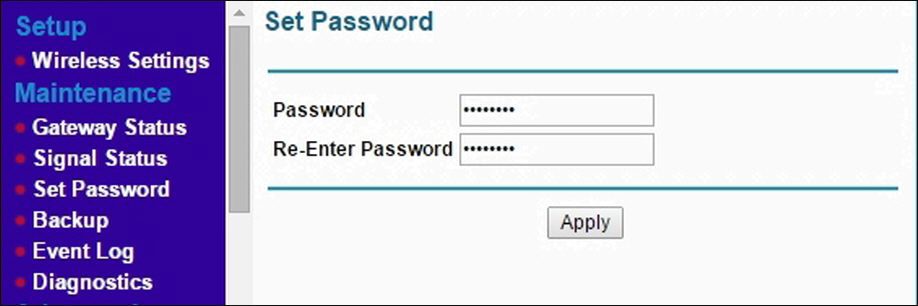 Setup
Wireless Settings
Maintenance
Gateway Status
Signal Status
Set Password
Backup
Event Log
Diagnostics
Set Password
Password ••••••••
Re-Enter Password ••••••••
Apply